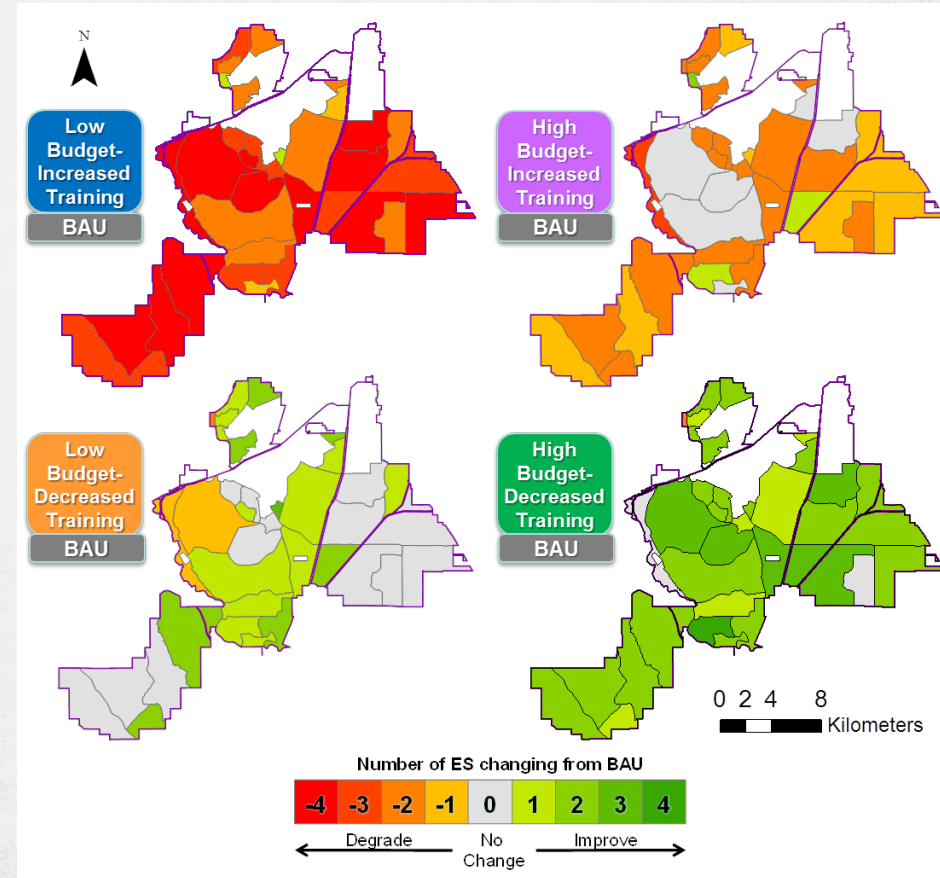 N
Low
Budget-
Increased
Training
BAU
High
Budget-
Increased
Training
BAU
Low
Budget-
Decreased
Training
BAU
High
Budget-
Decreased
Training
BAU
0 2 4 8
Kilometers
Number of ES changing from BAU
-4 -3 -2 -1 0 1 2 3 4
Degrade No Improve
Change